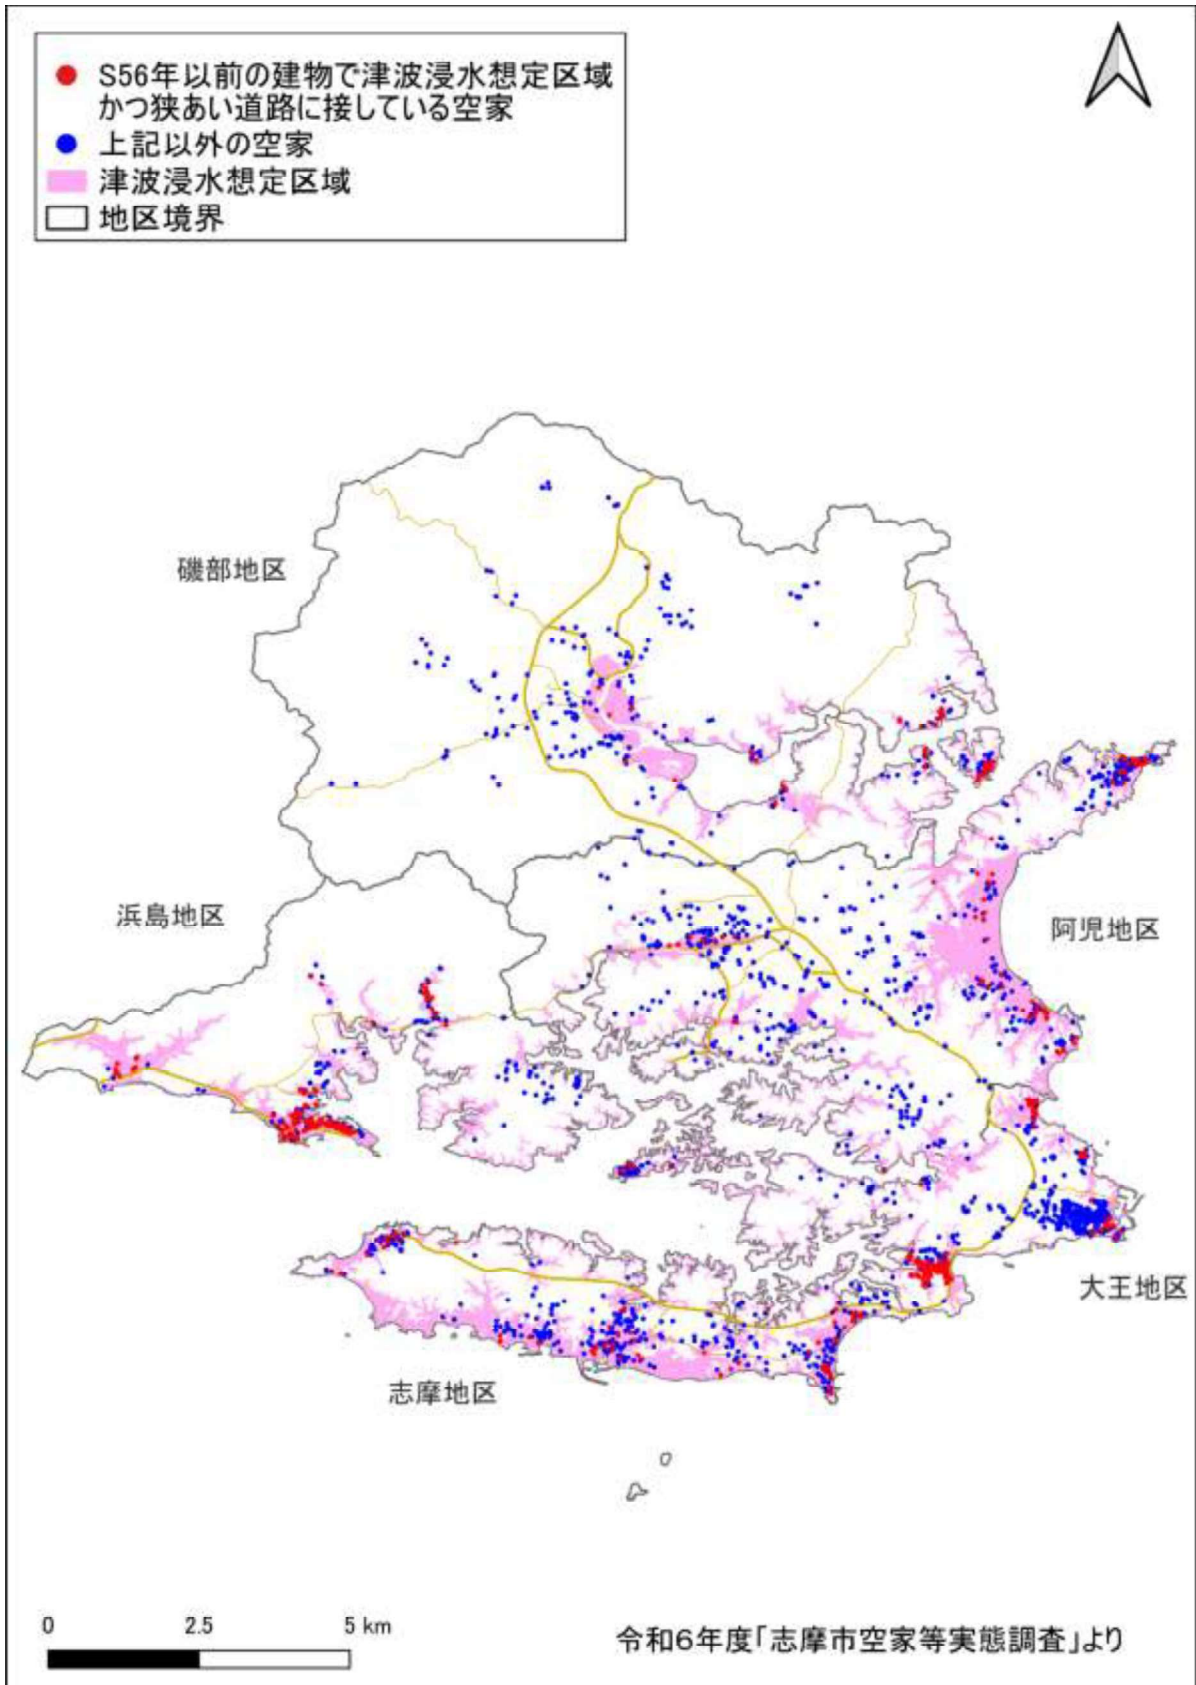 S56年以前の建物で津波浸水想定区域
かつ狭あい道路に接している空家
上記以外の空家
津波浸水想定区域
地区境界
磯部地区
浜島地区
阿児地区
大王地区
志摩地区
0 2.5 5 km
令和6年度「志摩市空家等実態調査」より